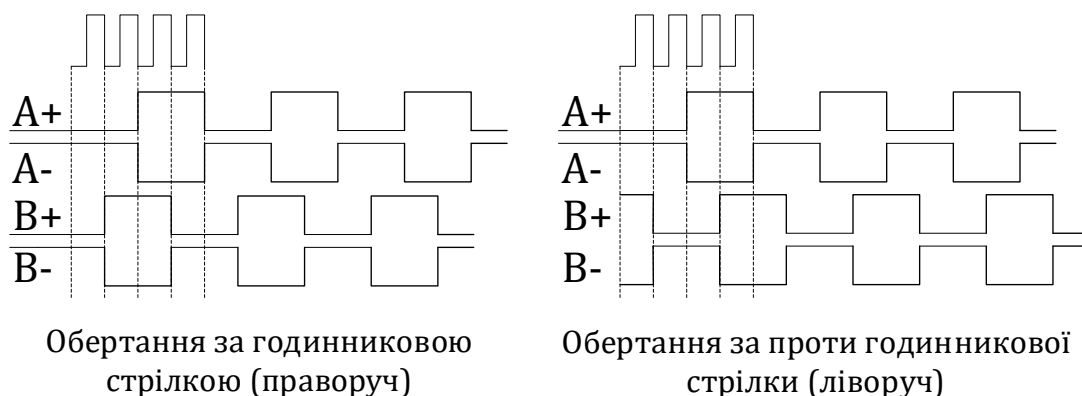 A+
A-
B+
B-
Обертання за годинниковою
стрілкою (праворуч)
A+
A-
B+
B-
Обертання за проти годинникової
стрілки (ліворуч)